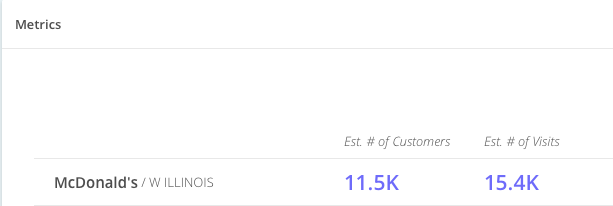 Metrics
Est. # of Customers Est. # of Visits
McDonald's / W ILLINOIS 11.5K 15.4K